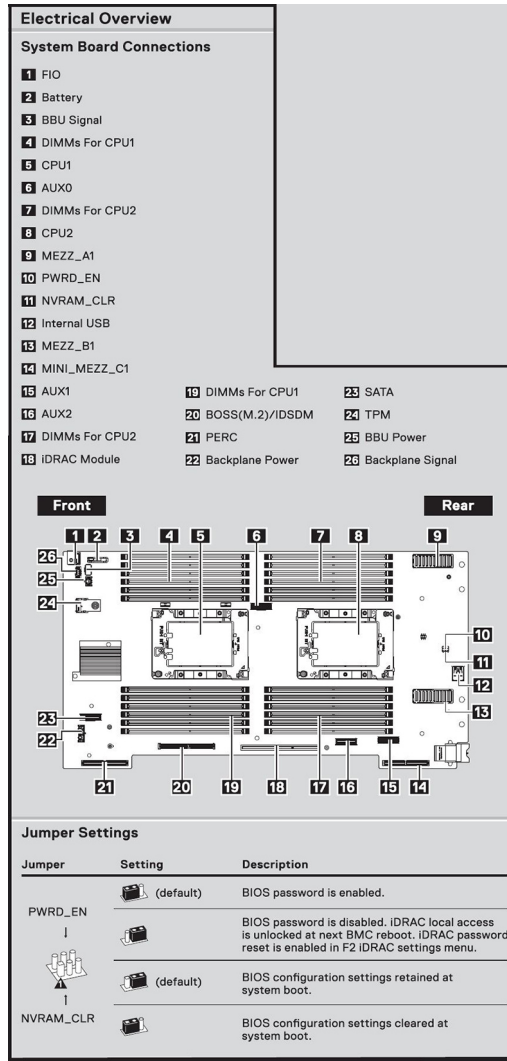 Electrical Overview
System Board Connections
1 FIO
2 Battery
3 BBU Signal
4 DIMMs For CPU1
5 CPU1
6 AUX0
7 DIMMs For CPU2
8 CPU2
9 MEZZ_A1
10 PWRD_EN
11 NVRAM_CLR
12 Internal USB
13 MEZZ_B1
14 MINI_MEZZ_C1
15 AUX1
16 AUX2
17 DIMMs For CPU2
18 iDRAC Module
19 DIMMs For CPU1
20 BOSS(M.2)/IDSDM
21 PERC
22 Backplane Power
23 SATA
24 TPM
25 BBU Power
26 Backplane Signal
Front
Rear
1 2 3 4 5 6 7 8 9
26
25
24
10
11
12
13
23
22
21 20 19 18 17 16 15 14
Jumper Settings
Jumper Setting Description
PWRD_EN
(default) BIOS password is enabled.
BIOS password is disabled. iDRAC local access
is unlocked at next BMC reboot. iDRAC password
reset is enabled in F2 iDRAC settings menu.
NVRAM_CLR
(default) BIOS configuration settings retained at
system boot.
BIOS configuration settings cleared at
system boot.